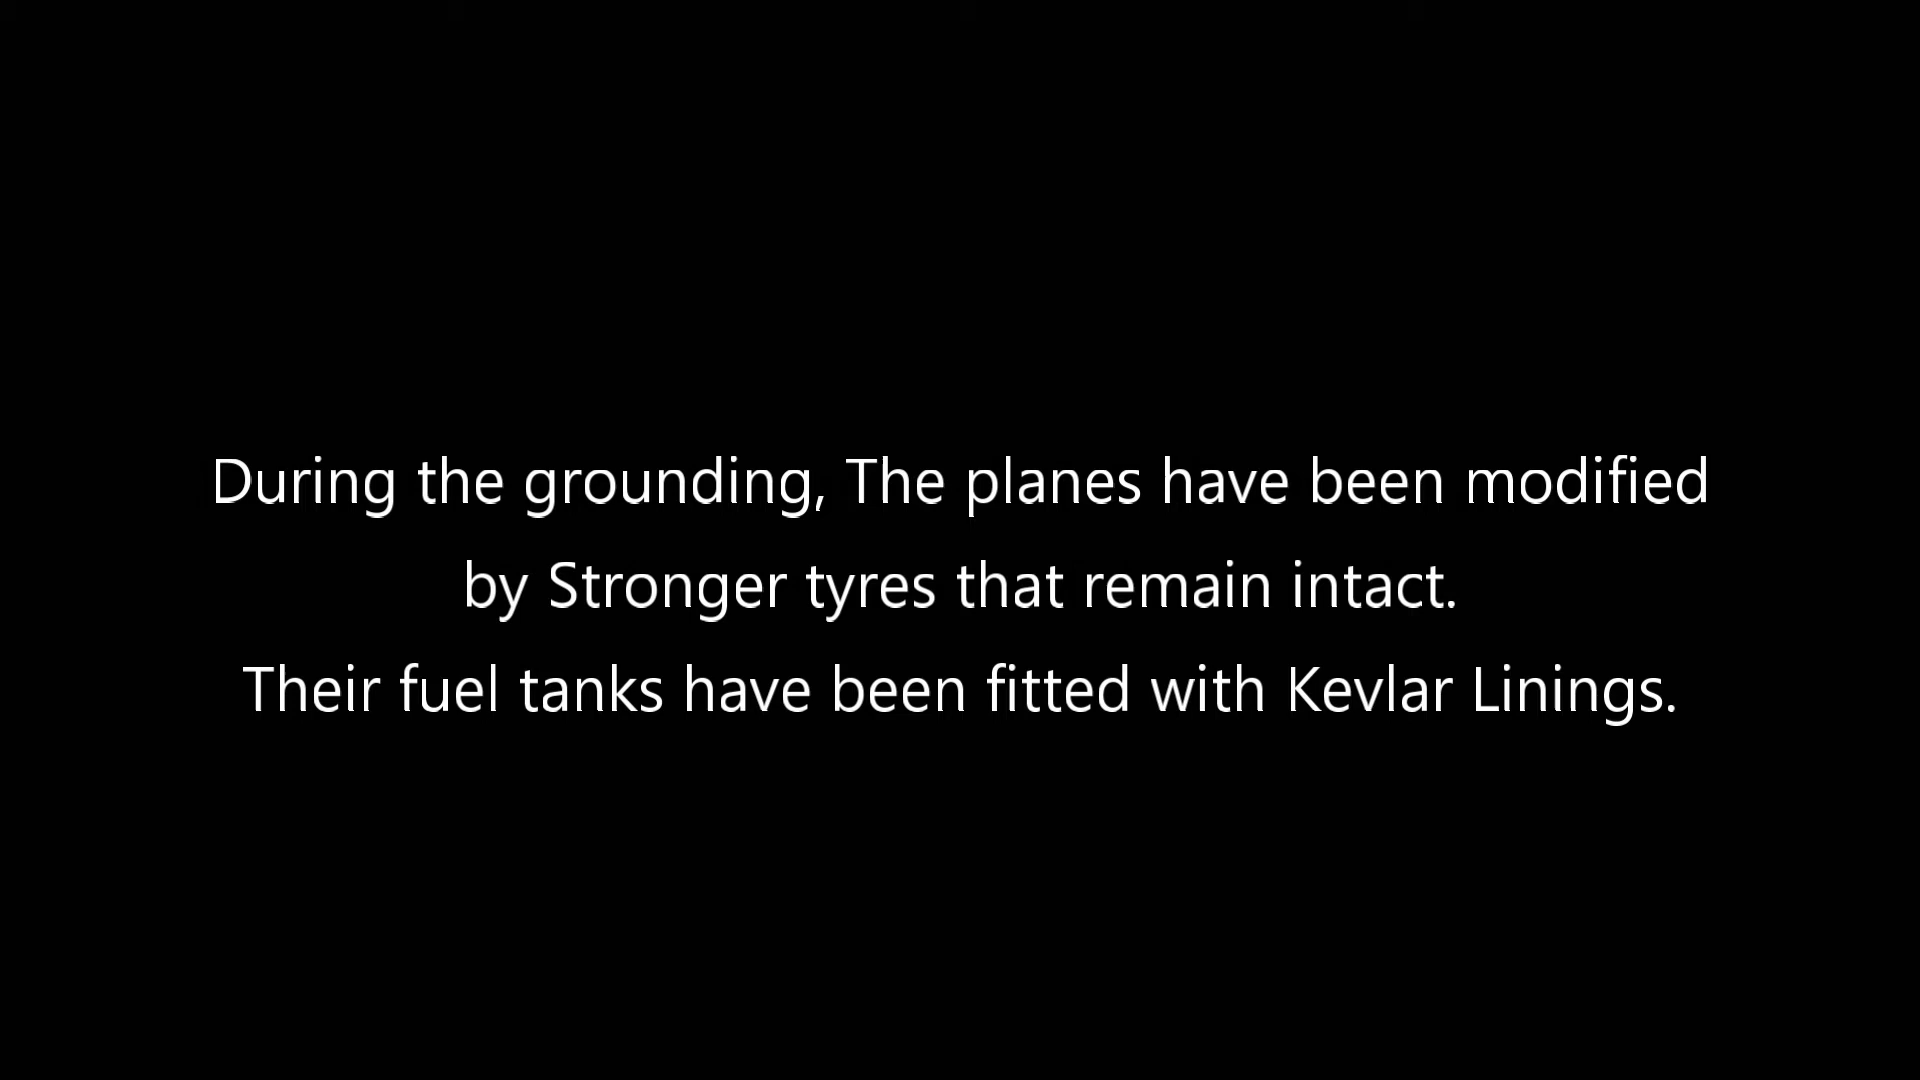 During the grounding, The planes have been modified
by Stronger tyres that remain intact.
Their fuel tanks have been fitted with Kevlar Linings.